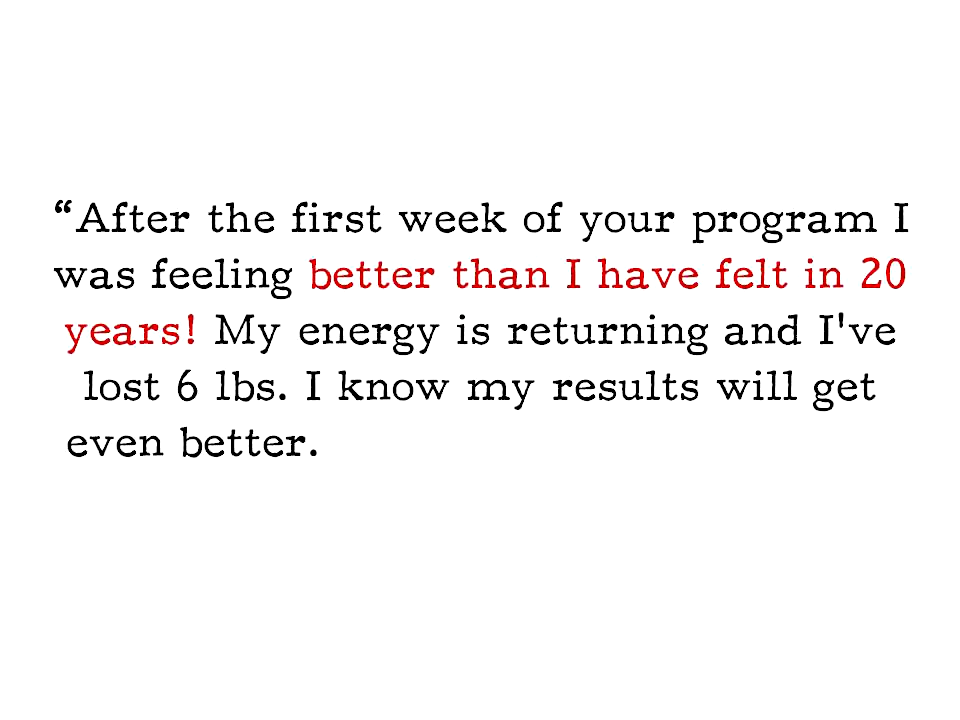 “After the first week of your program I
was feeling better than I have felt in 20
years! My energy is returning and I've
lost 6 lbs. I know my results will get
even better.